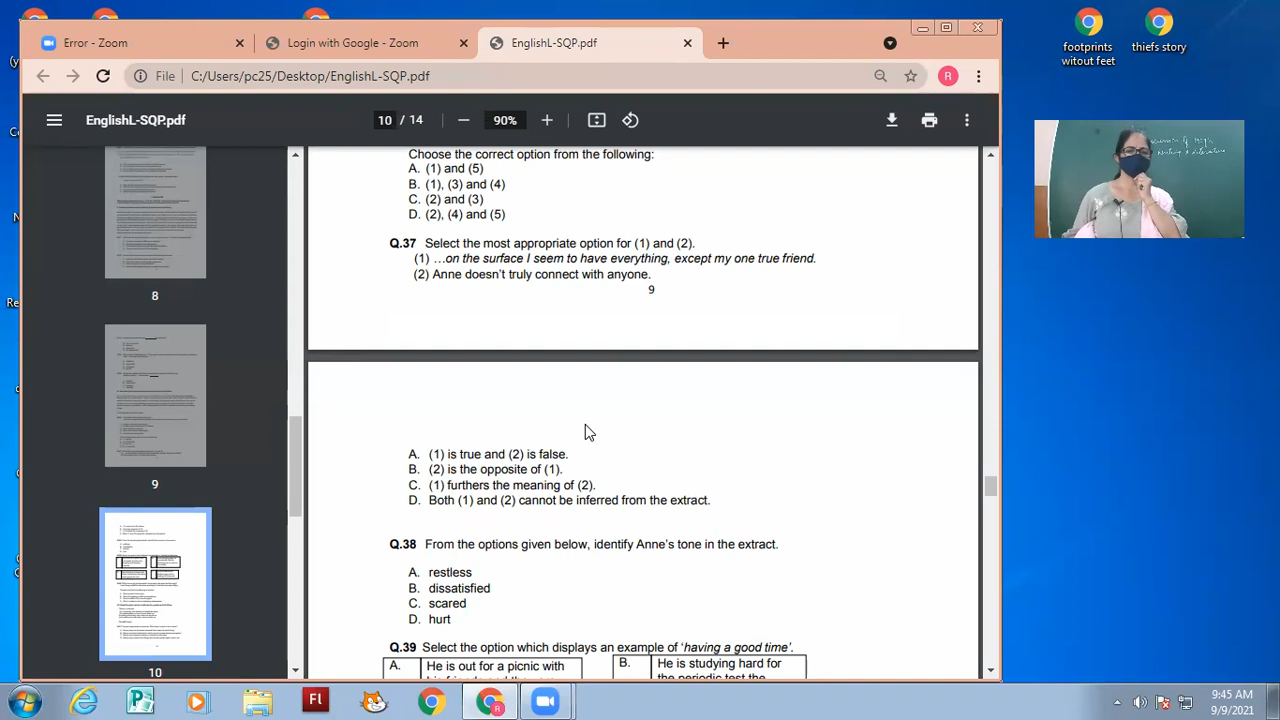 footprints
witout feet
thiefs story
Error - Zoom
Login with Google - Zoom
EnglishL-SQP.pdf
File
C:/Users/pc25/Desktop/EnglishL-SQP.pdf
R
EnglishL-SQP.pdf
10 / 14
90%
8
9
10
Choose the correct option from the following:
A. (1) and (5)
B. (1), (3) and (4)
C. (2) and (3)
D. (2), (4) and (5)
Q.37 Select the most appropriate option for (1) and (2).
(1) …on the surface I seem to have everything, except my one true friend.
(2) Anne doesn't truly connect with anyone.
9
A. (1) is true and (2) is false.
B. (2) is the opposite of (1).
C. (1) furthers the meaning of (2).
D. Both (1) and (2) cannot be inferred from the extract.
Q.38 From the options given below, identify Anne's tone in the extract.
A. restless
B. dissatisfied
C. scared
D. hurt
Q.39 Select the option which displays an example of 'having a good time'.
A. He is out for a picnic with
B. He is studying hard for
the periodic test the
9:45 AM
9/9/2021